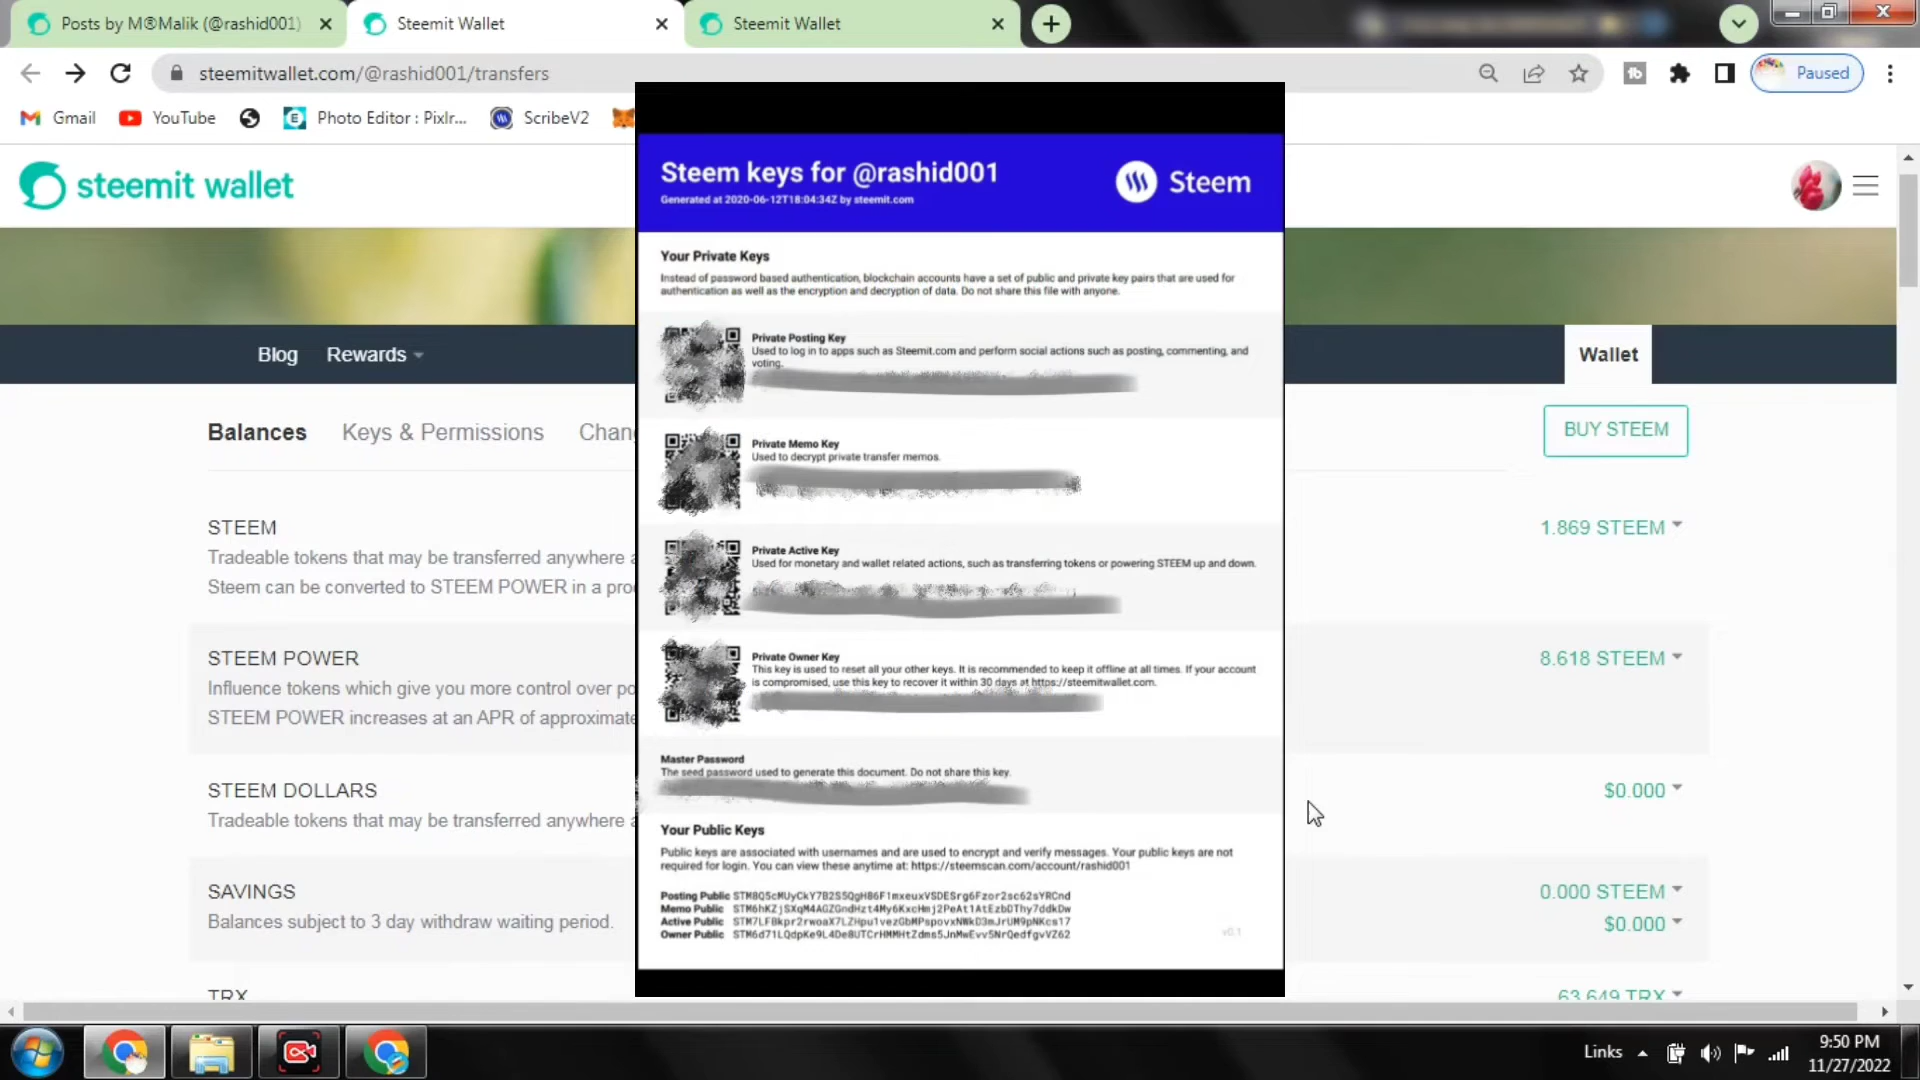 Posts by M®Malik (@rashid001)
Steemit Wallet
Steemit Wallet
steemitwallet.com/@rashid001/transfers
Paused
Gmail
YouTube
Photo Editor : Pixlr...
ScribeV2
steemit wallet
Steem keys for @rashid001
Generated at 2020-06-12T18:04:34Z by steemit.com
Steem
Your Private Keys
Instead of password based authentication, blockchain accounts have a set of public and private key pairs that are used for
authentication as well as the encryption and decryption of data. Do not share this file with anyone.
Private Posting Key
Used to log in to apps such as Steemit.com and perform social actions such as posting, commenting, and
voting.
Private Memo Key
Used to decrypt private transfer memos.
Private Active Key
Used for monetary and wallet related actions, such as transferring tokens or powering STEEM up and down.
Private Owner Key
This key is used to reset all your other keys. It is recommended to keep it offline at all times. If your account
is compromised, use this key to recover it within 30 days at https://steemitwallet.com.
Master Password
The seed password used to generate this document. Do not share this key.
Your Public Keys
Public keys are associated with usernames and are used to encrypt and verify messages. Your public keys are not
required for login. You can view these anytime at: https://steemscan.com/account/rashid001
Posting Public
Memo Public
Active Public
Owner Public
v0.1
Blog
Rewards
Wallet
Balances
Keys & Permissions
BUY STEEM
STEEM
Tradeable tokens that may be transferred anywhere
Steem can be converted to STEEM POWER in a
1.869 STEEM
STEEM POWER
Influence tokens which give you more control over
STEEM POWER increases at an APR of
8.618 STEEM
STEEM DOLLARS
Tradeable tokens that may be transferred anywhere
$0.000
SAVINGS
Balances subject to 3 day withdraw waiting period.
0.000 STEEM
$0.000
TRX
63.649 TRX
Links
9:50 PM
11/27/2022